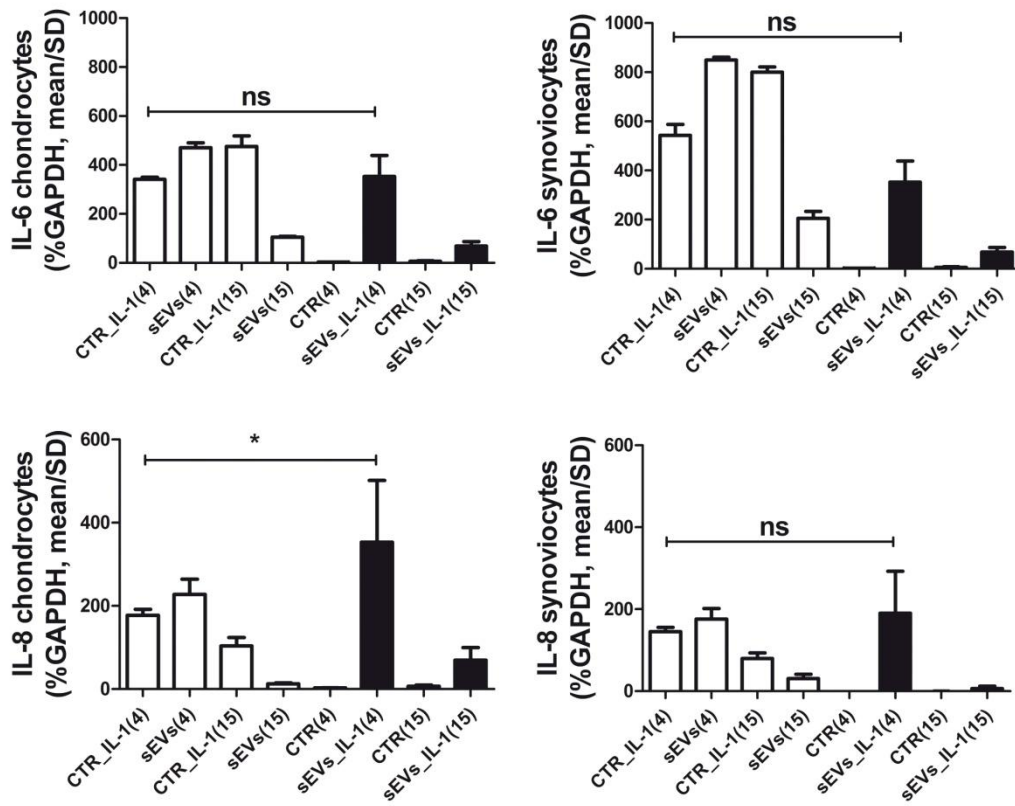 IL-6 chondrocytes
(%GAPDH, mean/SD)
1000
800
600
400
200
0
ns
CTR_IL-1(4)
sEVs(4)
CTR_IL-1(15)
sEVs(15)
CTR(4)
sEVs_IL-1(4)
CTR(15)
sEVs_IL-1(15)
IL-6 synoviocytes
(%GAPDH, mean/SD)
1000
800
600
400
200
0
ns
CTR_IL-1(4)
sEVs(4)
CTR_IL-1(15)
sEVs(15)
CTR(4)
sEVs_IL-1(4)
CTR(15)
sEVs_IL-1(15)
IL-8 chondrocytes
(%GAPDH, mean/SD)
600
400
200
0
*
CTR_IL-1(4)
sEVs(4)
CTR_IL-1(15)
sEVs(15)
CTR(4)
sEVs_IL-1(4)
CTR(15)
sEVs_IL-1(15)
IL-8 synoviocytes
(%GAPDH, mean/SD)
600
400
200
0
ns
CTR_IL-1(4)
sEVs(4)
CTR_IL-1(15)
sEVs(15)
CTR(4)
sEVs_IL-1(4)
CTR(15)
sEVs_IL-1(15)